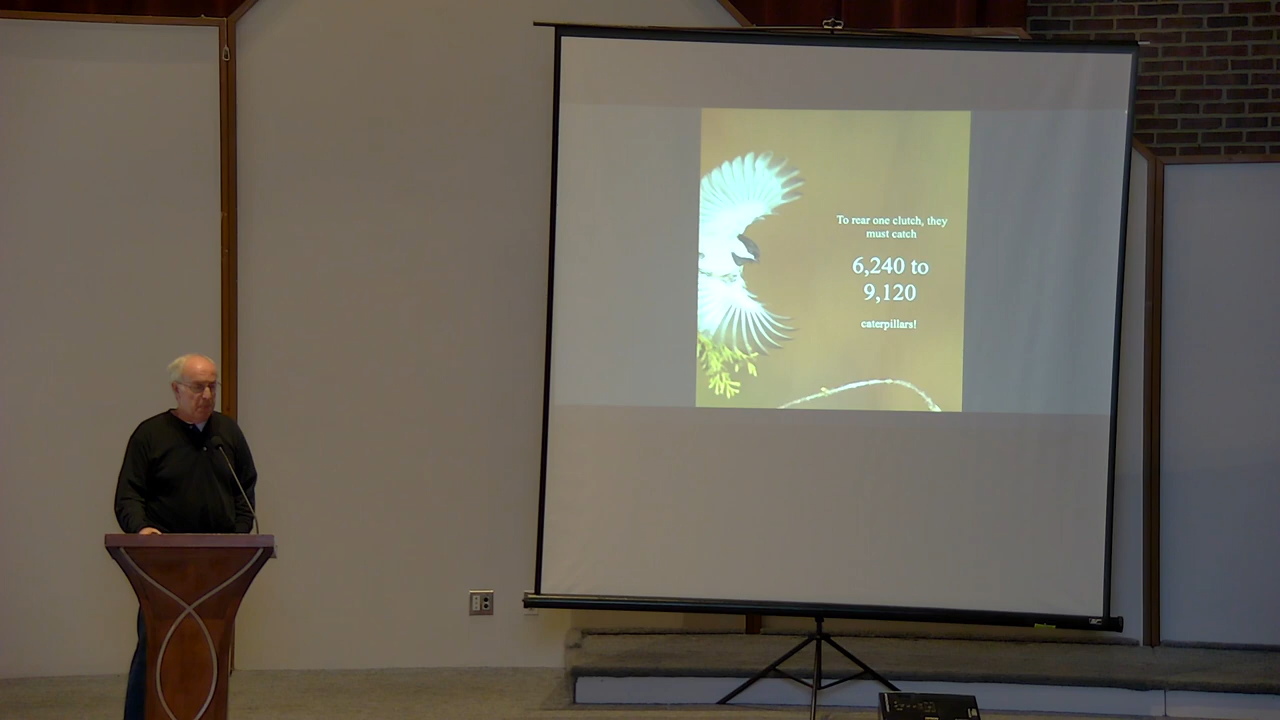 To rear one clutch, they
must catch
6,240 to
9,120
caterpillars!